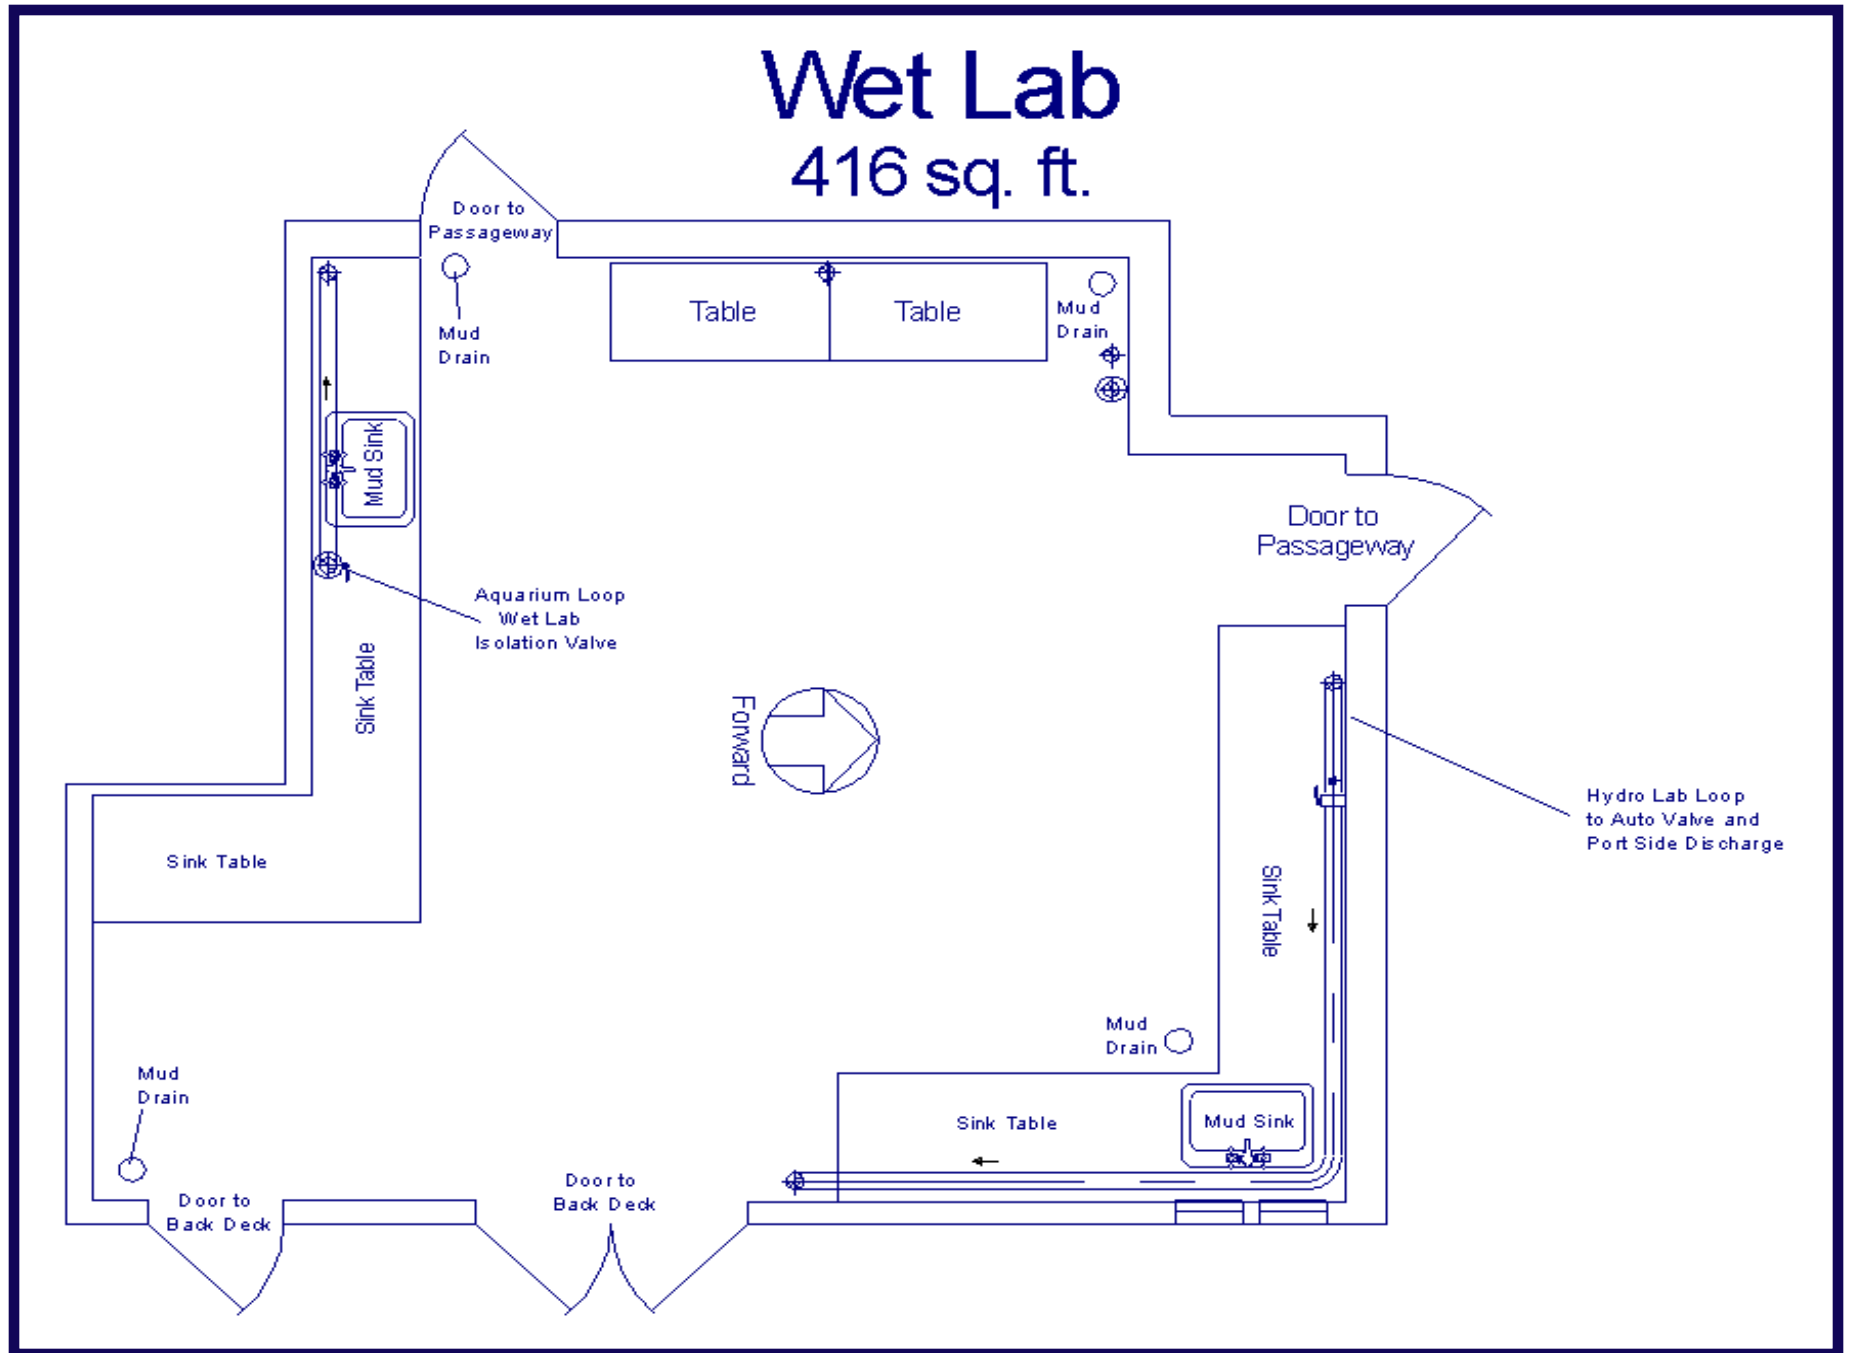 Wet Lab
416 sq. ft.
Door to
Passageway
Mud
Drain
Table
Table
Mud
Drain
Mud Sink
Door to
Passageway
Aquarium Loop
Wet Lab
Isolation Valve
Sink Table
Forward
Hydro Lab Loop
to Auto Valve and
Port Side Discharge
Sink Table
Sink Table
Mud
Drain
Mud
Drain
Sink Table
Mud Sink
Door to
Back Deck
Door to
Back Deck